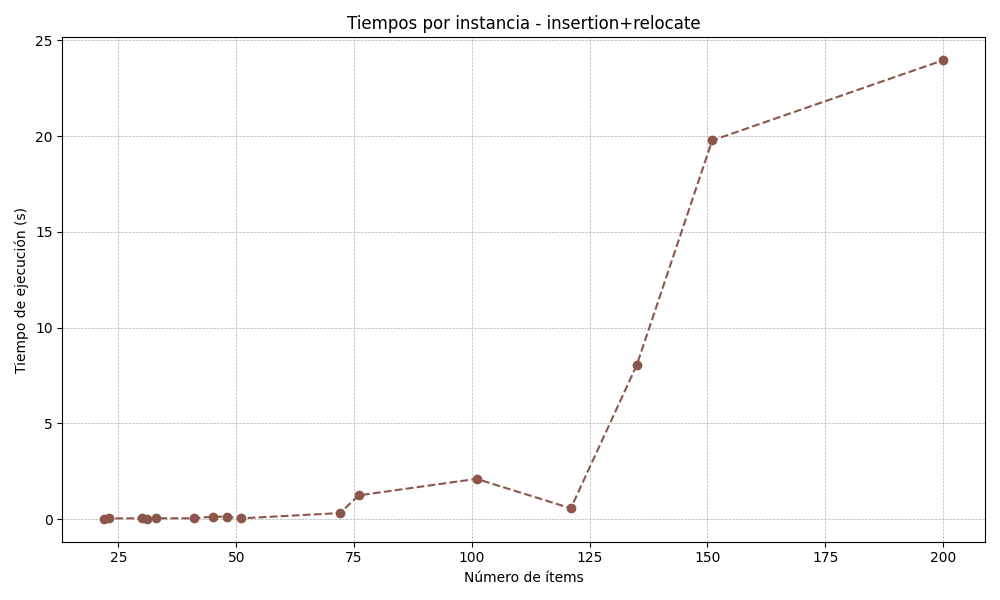 Tiempos por instancia - insertion+relocate
25
20
15
10
5
0
Tiempo de ejecución (s)
25 50 75 100 125 150 175 200
Número de ítems